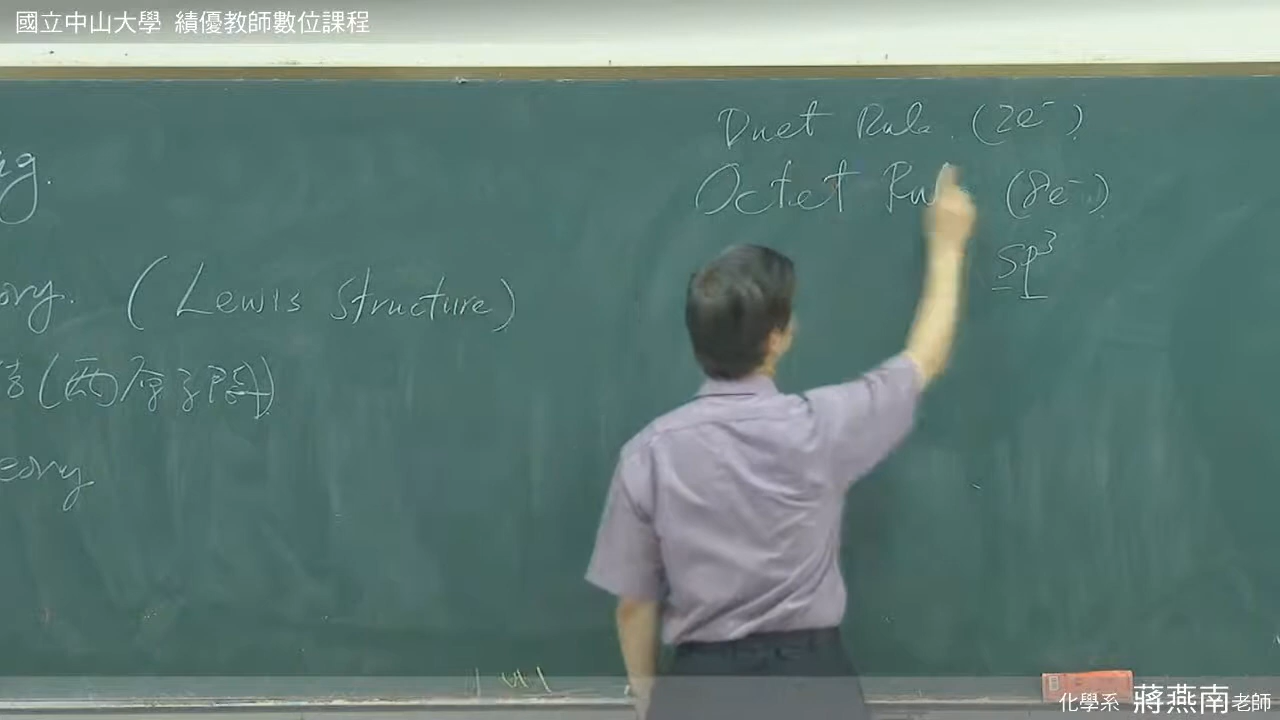 國立中山大學 績優教師數位課程
Duet Rule. (2e⁻)
Octet Ru (8e⁻)
sp³
ory. (Lewis Structure)
(兩原子間)
eory
化學系 蔣燕南老師